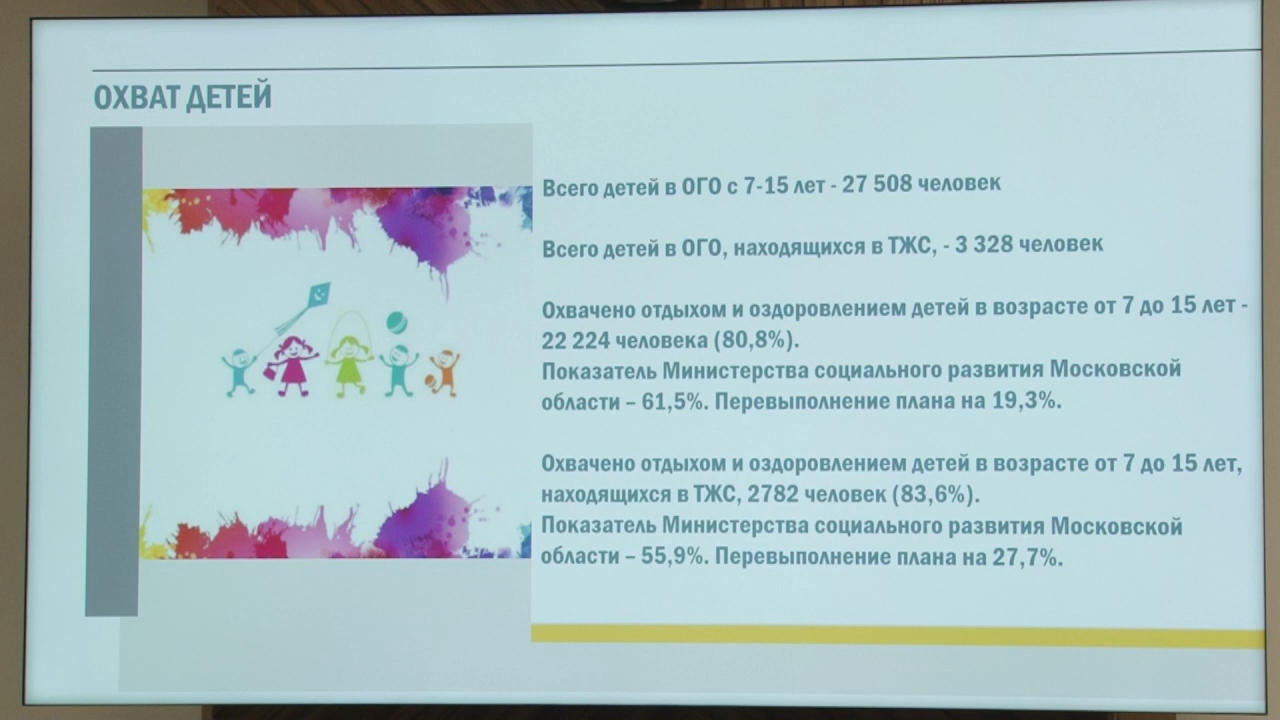 ОХВАТ ДЕТЕЙ
Всего детей в ОГО с 7-15 лет - 27 508 человек
Всего детей в ОГО, находящихся в ТЖС, - 3 328 человек
Охвачено отдыхом и оздоровлением детей в возрасте от 7 до 15 лет -
22 224 человека (80,8%).
Показатель Министерства социального развития Московской
области – 61,5%. Перевыполнение плана на 19,3%.
Охвачено отдыхом и оздоровлением детей в возрасте от 7 до 15 лет,
находящихся в ТЖС, 2782 человек (83,6%).
Показатель Министерства социального развития Московской
области – 55,9%. Перевыполнение плана на 27,7%.